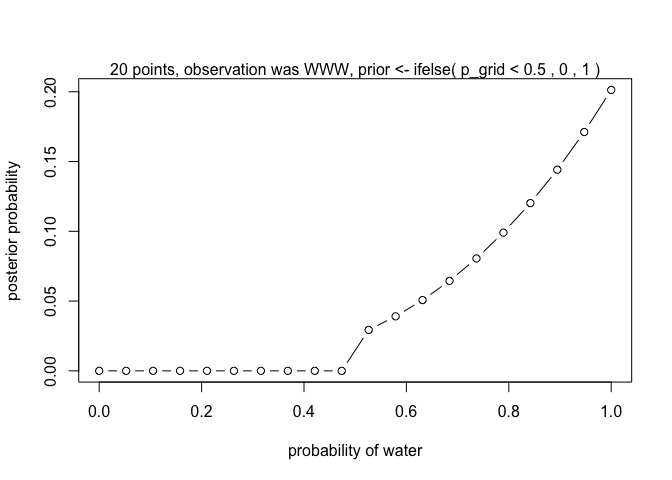 20 points, observation was WWW, prior <- ifelse( p_grid < 0.5 , 0 , 1 )
posterior probability
0.20
0.15
0.10
0.05
0.00
0.0 0.2 0.4 0.6 0.8 1.0
probability of water